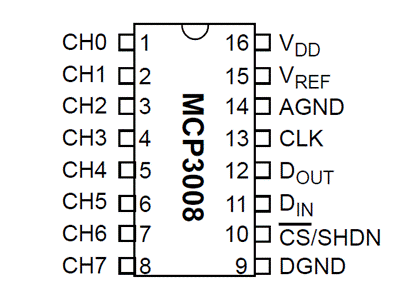 CH0 1 16 VDD
CH1 2 15 VREF
CH2 3 14 AGND
CH3 4 13 CLK
CH4 5 12 DOUT
CH5 6 11 DIN
CH6 7 10 CS/SHDN
CH7 8 9 DGND
MCP3008